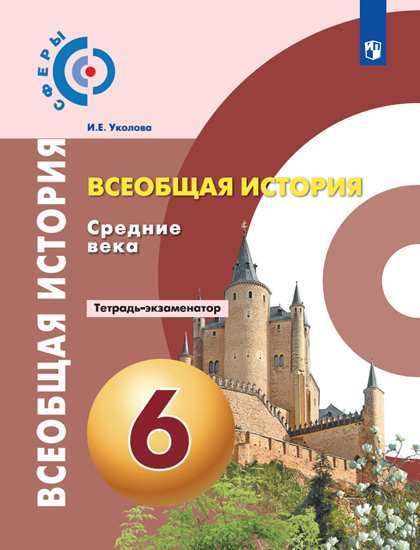 СФЕРЫ
И.Е. Уколова
ВСЕОБЩАЯ ИСТОРИЯ
Средние
века
Тетрадь-экзаменатор
6
ВСЕОБЩАЯ ИСТОРИЯ